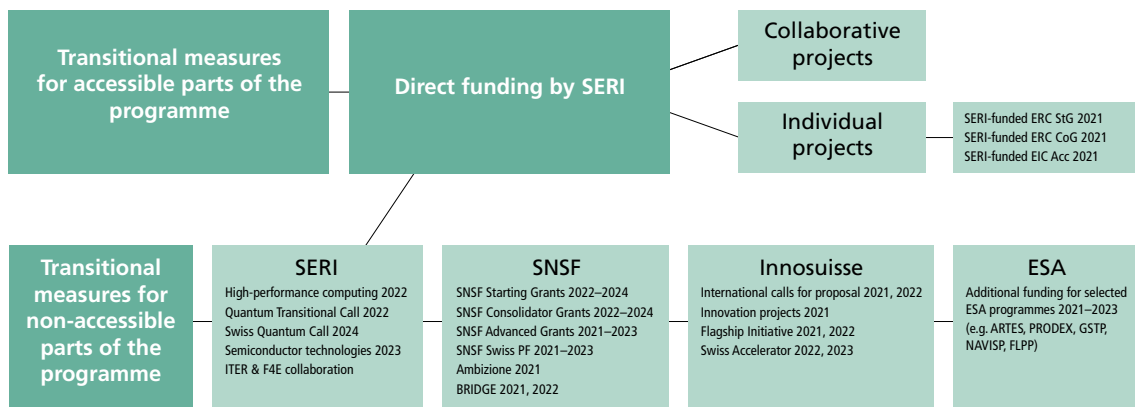 Transitional measures
for accessible parts of the
programme
Direct funding by SERI
Collaborative
projects
Individual
projects
SERI-funded ERC StG 2021
SERI-funded ERC CoG 2021
SERI-funded EIC Acc 2021
Transitional
measures for
non-accessible
parts of the
programme
SERI
High-performance computing 2022
Quantum Transitional Call 2022
Swiss Quantum Call 2024
Semiconductor technologies 2023
ITER & F4E collaboration
SNSF
SNSF Starting Grants 2022–2024
SNSF Consolidator Grants 2022–2024
SNSF Advanced Grants 2021–2023
SNSF Swiss PF 2021–2023
Ambizione 2021
BRIDGE 2021, 2022
Innosuisse
International calls for proposal 2021, 2022
Innovation projects 2021
Flagship Initiative 2021, 2022
Swiss Accelerator 2022, 2023
ESA
Additional funding for selected
ESA programmes 2021–2023
(e.g. ARTES, PRODEX, GSTP,
NAVISP, FLPP)